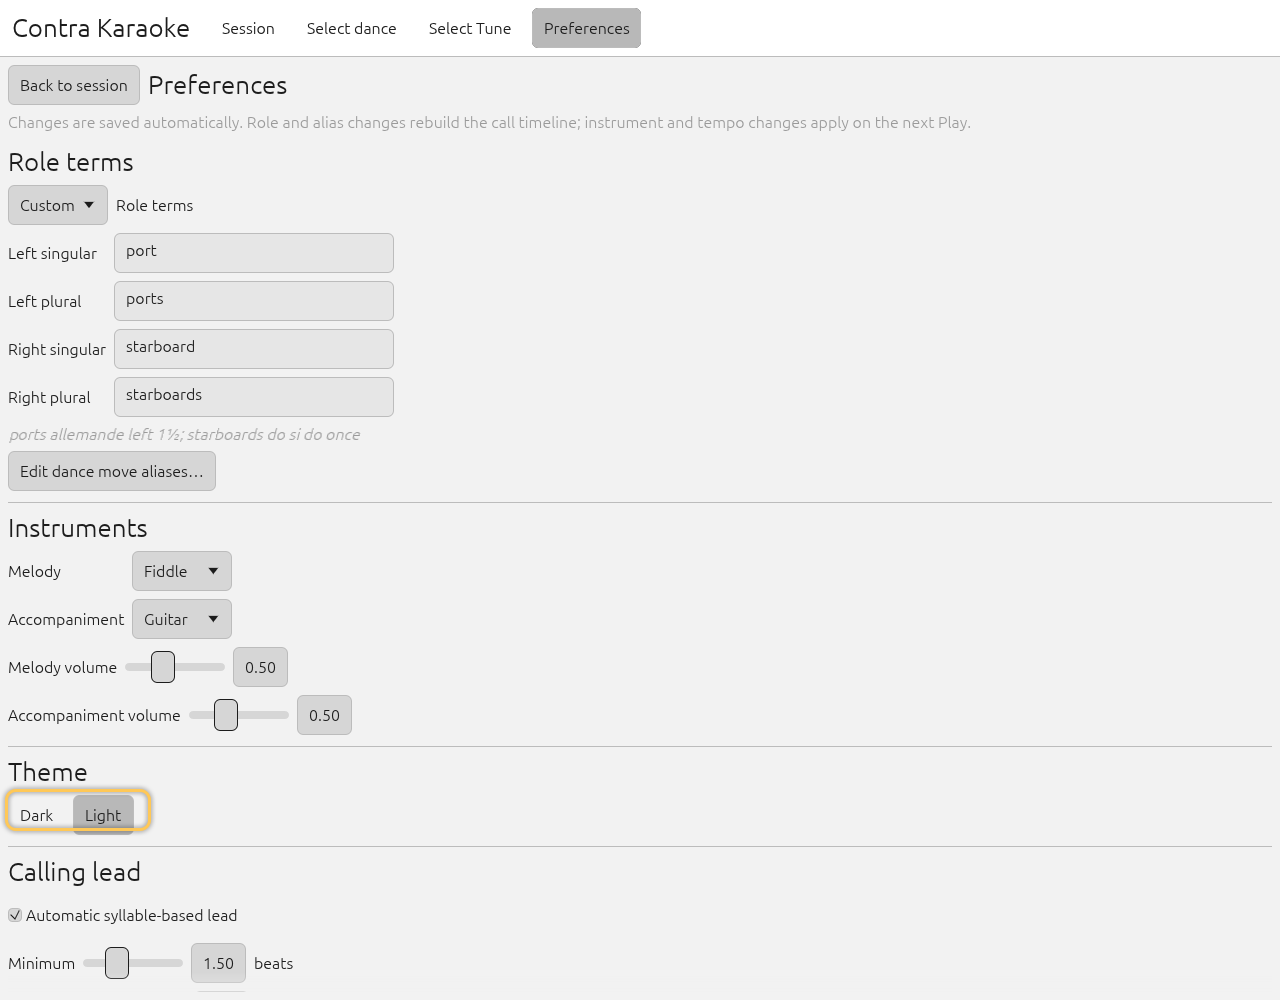 Contra Karaoke Session Select dance Select Tune Preferences
Back to session Preferences
Changes are saved automatically. Role and alias changes rebuild the call timeline; instrument and tempo changes apply on the next Play.
Role terms
Custom Role terms
Left singular port
Left plural ports
Right singular starboard
Right plural starboards
ports allemande left 1½; starboards do si do once
Edit dance move aliases…
Instruments
Melody Fiddle
Accompaniment Guitar
Melody volume 0.50
Accompaniment volume 0.50
Theme
Dark Light
Calling lead
Automatic syllable-based lead
Minimum 1.50 beats